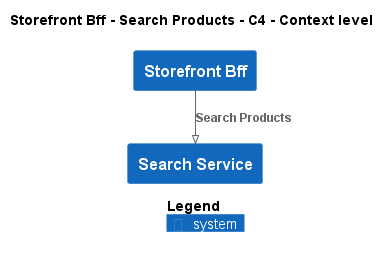 Storefront Bff - Search Products - C4 - Context level
Storefront Bff
Search Products
Search Service
Legend
system